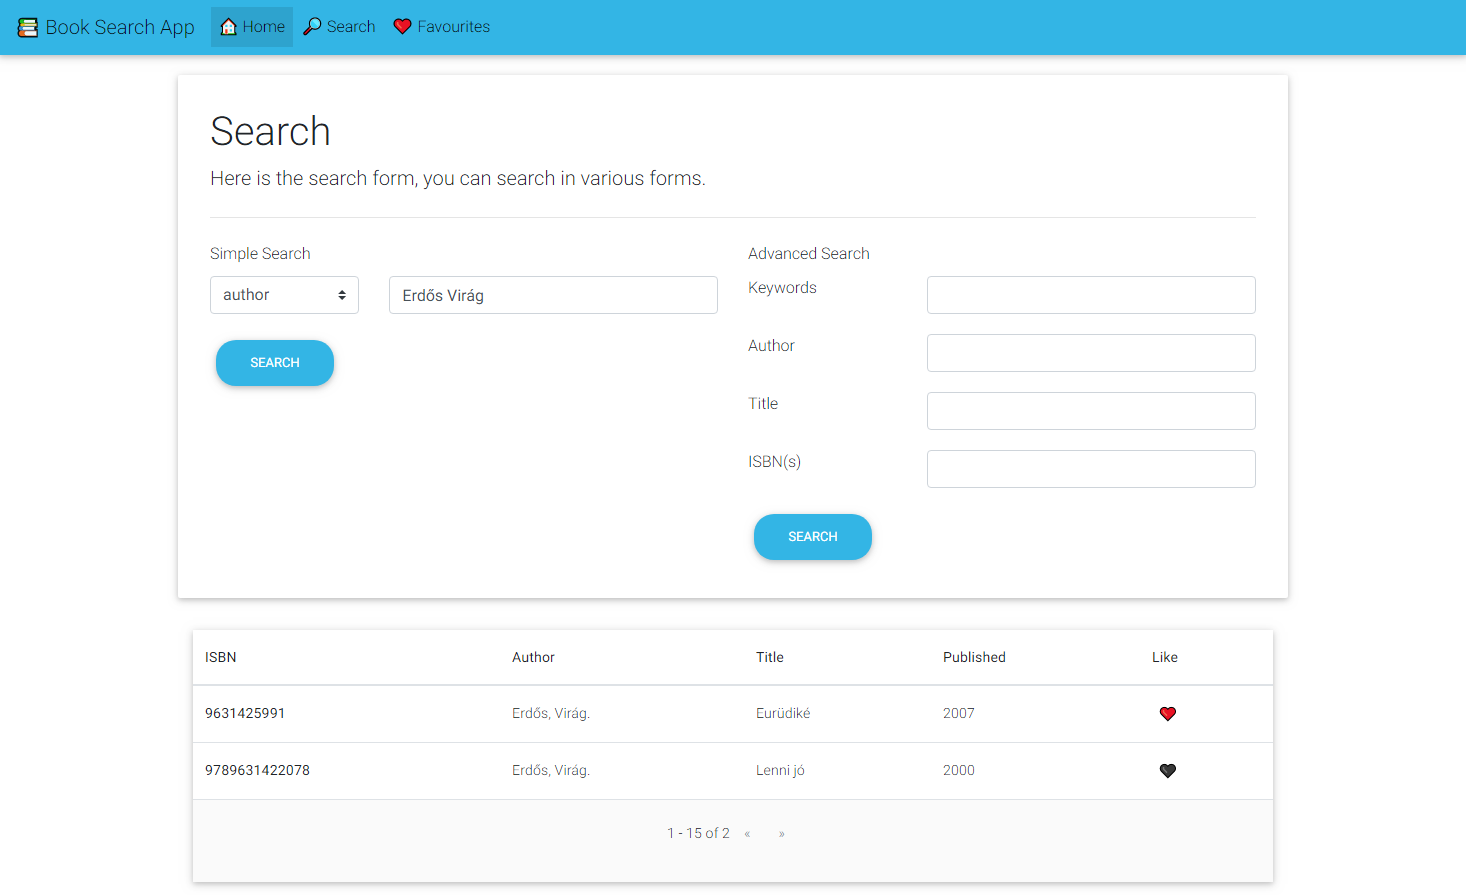 Book Search App Home Search Favourites
Search
Here is the search form, you can search in various forms.
Simple Search
author Erdős Virág
SEARCH
Advanced Search
Keywords
Author
Title
ISBN(s)
SEARCH
ISBN Author Title Published Like
9631425991 Erdős, Virág. Eurüdiké 2007
9789631422078 Erdős, Virág. Lenni jó 2000
1 - 15 of 2 « »